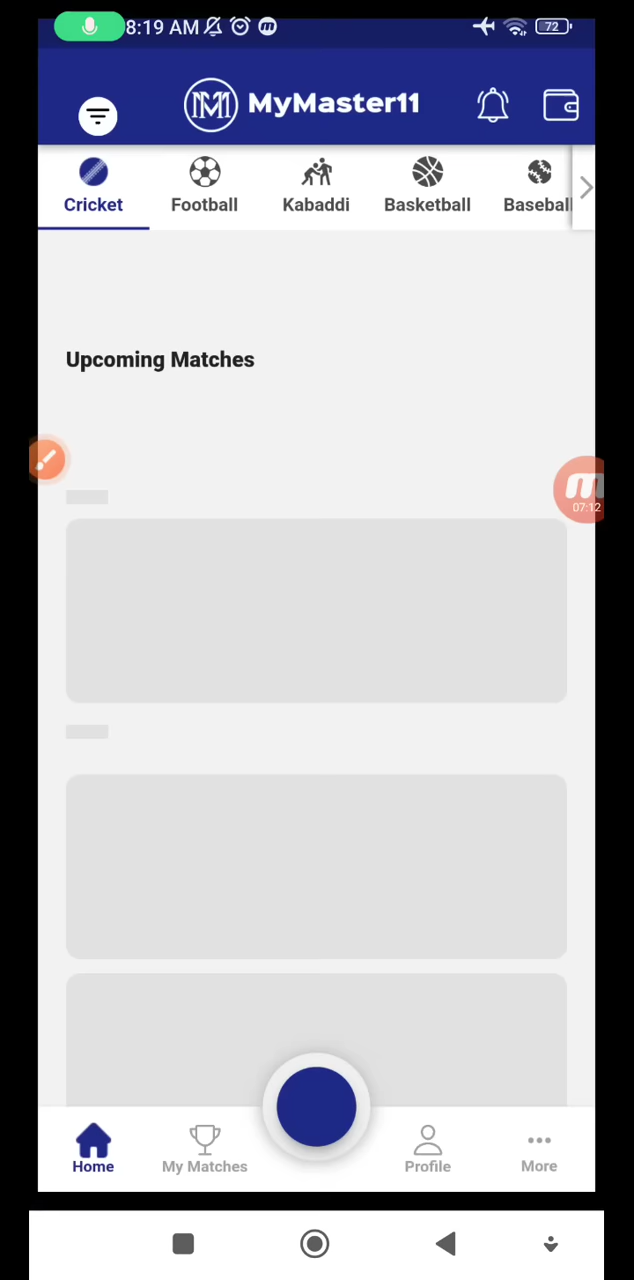 8:19 AM
72
MyMaster11
Cricket
Football
Kabaddi
Basketball
Baseball
Upcoming Matches
07:12
Home
My Matches
Profile
More